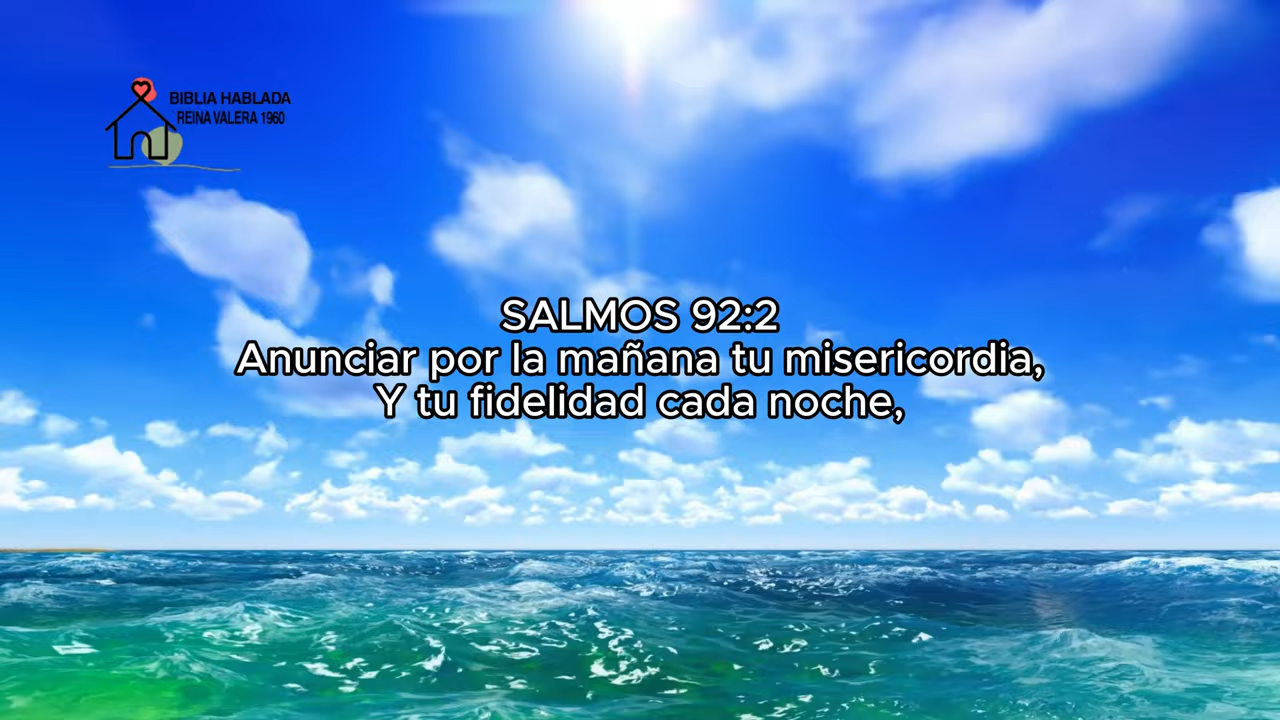 BIBLIA HABLADA
REINA VALERA 1960
SALMOS 92:2
Anunciar por la mañana tu misericordia,
Y tu fidelidad cada noche,